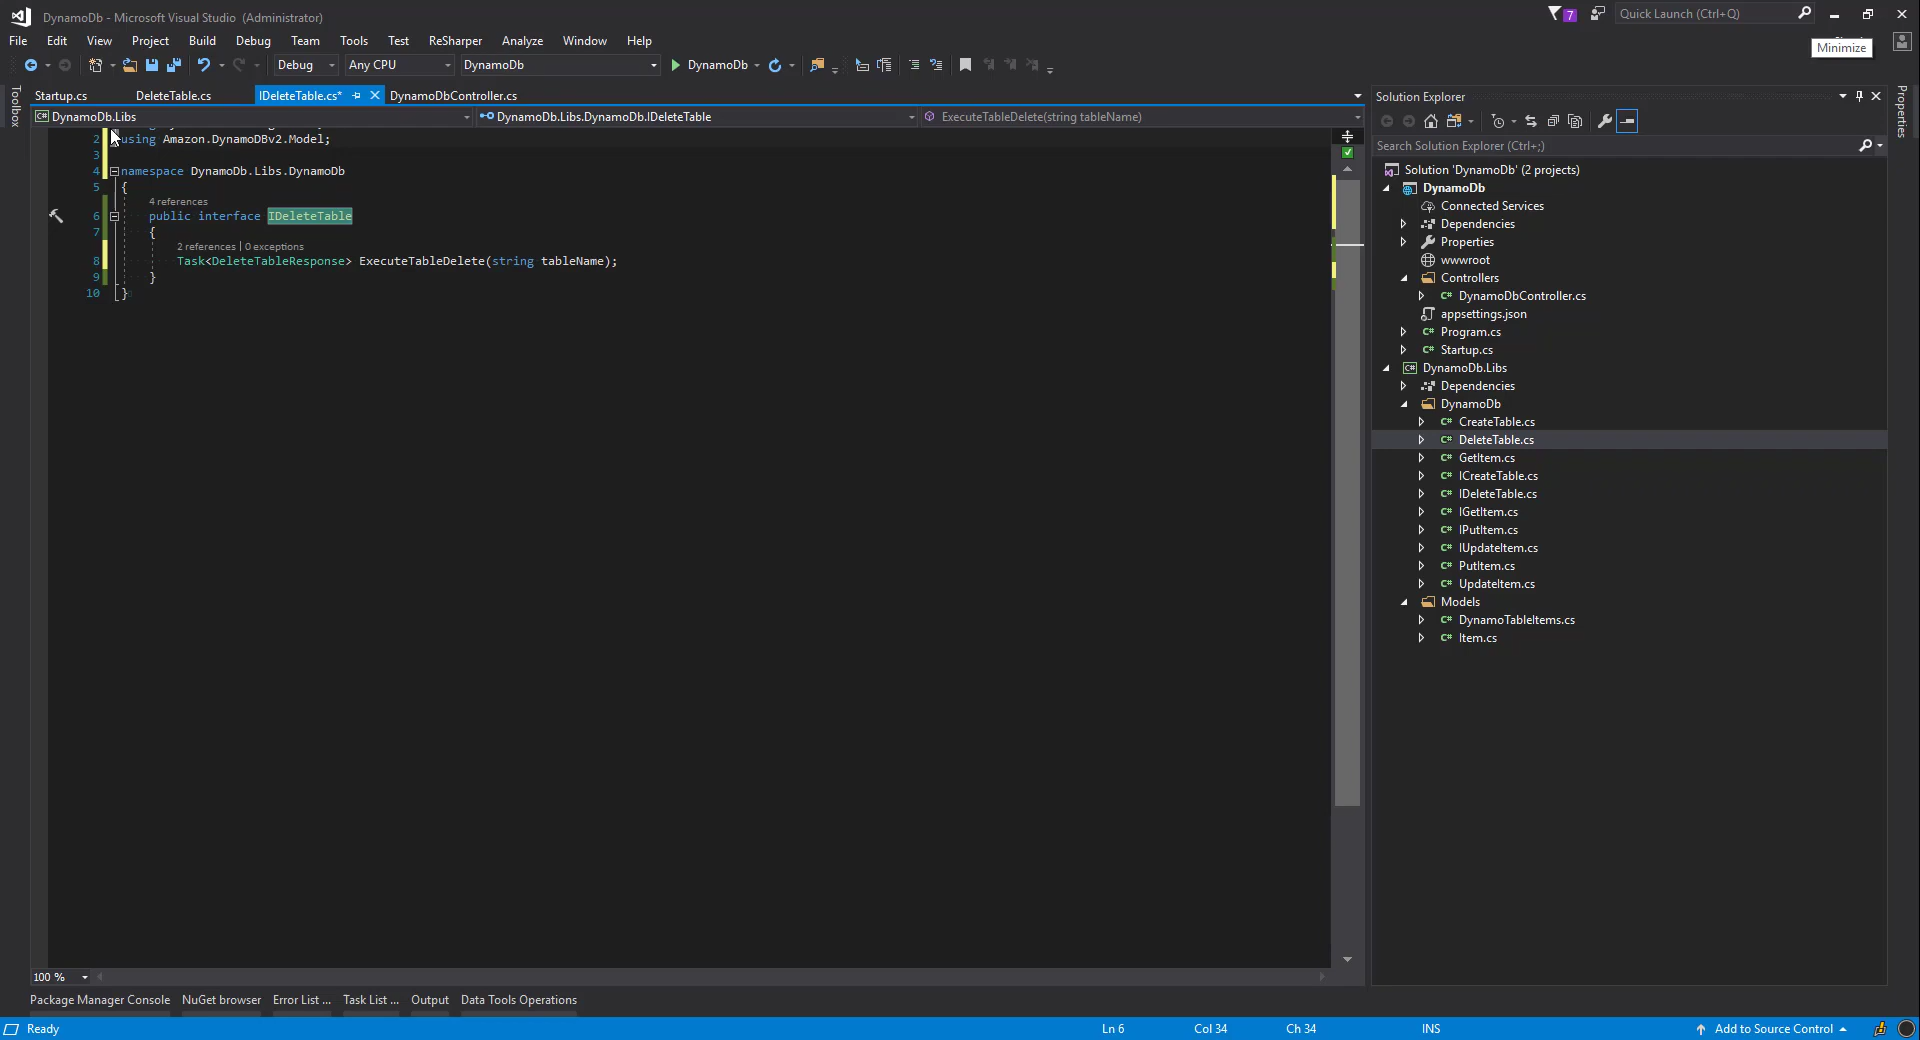 DynamoDb - Microsoft Visual Studio (Administrator)
7
Quick Launch (Ctrl+Q)
File Edit View Project Build Debug Team Tools Test ReSharper Analyze Window Help
Minimize
Debug Any CPU DynamoDb DynamoDb
Toolbox
Startup.cs DeleteTable.cs IDeleteTable.cs* DynamoDbController.cs
DynamoDb.Libs DynamoDb.Libs.DynamoDb.IDeleteTable ExecuteTableDelete(string tableName)
2 using Amazon.DynamoDBv2.Model;
3
4 namespace DynamoDb.Libs.DynamoDb
5 {
4 references
6 public interface IDeleteTable
7 {
2 references | 0 exceptions
8 Task<DeleteTableResponse> ExecuteTableDelete(string tableName);
9 }
10 }
100 %
Solution Explorer
Search Solution Explorer (Ctrl+;)
Solution 'DynamoDb' (2 projects)
DynamoDb
Connected Services
Dependencies
Properties
wwwroot
Controllers
C# DynamoDbController.cs
appsettings.json
C# Program.cs
C# Startup.cs
C# DynamoDb.Libs
Dependencies
DynamoDb
C# CreateTable.cs
C# DeleteTable.cs
C# GetItem.cs
C# ICreateTable.cs
C# IDeleteTable.cs
C# IGetItem.cs
C# IPutItem.cs
C# IUpdateItem.cs
C# PutItem.cs
C# UpdateItem.cs
Models
C# DynamoTableItems.cs
C# Item.cs
Properties
Package Manager Console NuGet browser Error List ... Task List ... Output Data Tools Operations
Ready Ln 6 Col 34 Ch 34 INS Add to Source Control